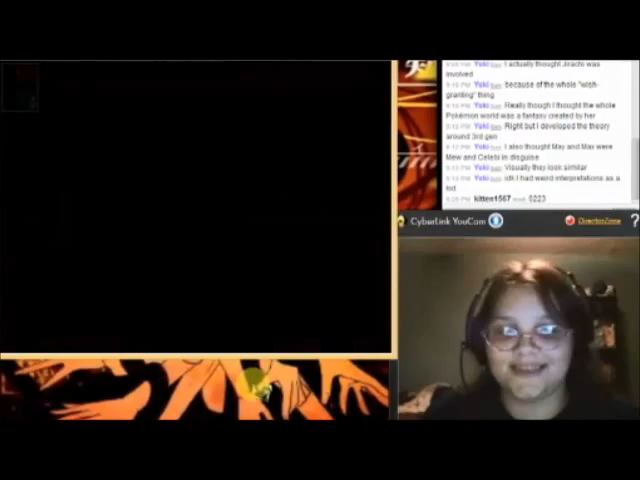 Yuki I actually thought Jirachi was
involved
Yuki because of the whole "wish-
granting" thing
Yuki Really though I thought the whole
Pokémon world was a fantasy created by her
Yuki Right but I developed the theory
around 3rd gen
Yuki I also thought May and Max were
Mew and Celebi in disguise
Yuki Visually they look similar
Yuki idk I had weird interpretations as a
kid
kitten1567 0223
CyberLink YouCam DirectorZone ?